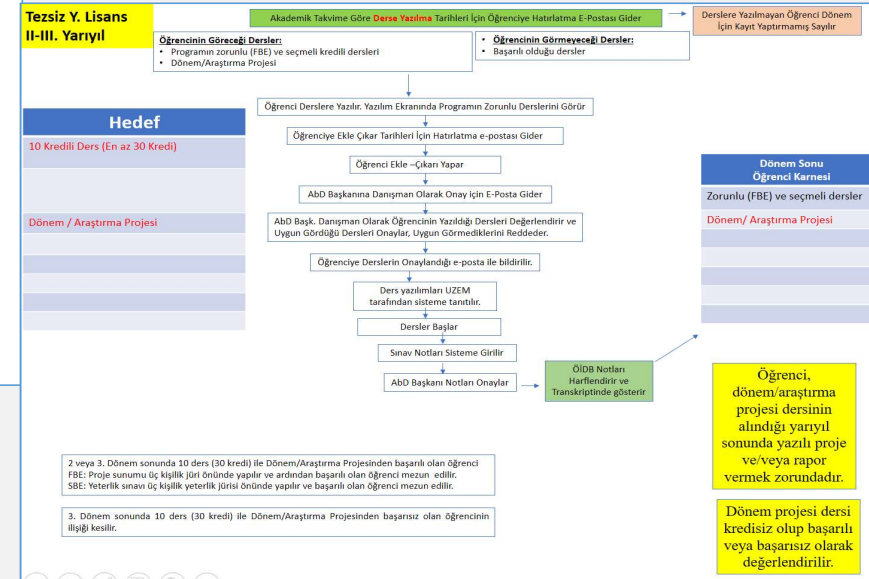 Tezsiz Y. Lisans
II-III. Yarıyıl
Akademik Takvime Göre Derse Yazılma Tarihleri İçin Öğrenciye Hatırlatma E-Postası Gider
Derslere Yazılmayan Öğrenci Dönem
İçin Kayıt Yaptırmamış Sayılır
Öğrencinin Göreceği Dersler:
• Programın zorunlu (FBE) ve seçmeli kredili dersleri
• Dönem/Araştırma Projesi
• Öğrencinin Görmeyeceği Dersler:
• Başarılı olduğu dersler
Öğrenci Derslere Yazılır. Yazılım Ekranında Programın Zorunlu Derslerini Görür
Öğrenciye Ekle Çıkar Tarihleri İçin Hatırlatma e-postası Gider
Öğrenci Ekle –Çıkarı Yapar
AbD Başkanına Danışman Olarak Onay için E-Posta Gider
AbD Başk. Danışman Olarak Öğrencinin Yazıldığı Dersleri Değerlendirir ve
Uygun Gördüğü Dersleri Onaylar, Uygun Görmediklerini Reddeder.
Öğrenciye Derslerin Onaylandığı e-posta ile bildirilir.
Ders yazılımları UZEM
tarafından sisteme tanıtılır.
Dersler Başlar
Sınav Notları Sisteme Girilir
AbD Başkanı Notları Onaylar
ÖİDB Notları
Harflendirir ve
Transkriptinde gösterir
Hedef
10 Kredili Ders (En az 30 Kredi)
Dönem / Araştırma Projesi
Dönem Sonu
Öğrenci Karnesi
Zorunlu (FBE) ve seçmeli dersler
Dönem/ Araştırma Projesi
Öğrenci,
dönem/araştırma
projesi dersinin
alındığı yarıyıl
sonunda yazılı proje
ve/veya rapor
vermek zorundadır.
Dönem projesi dersi
kredisiz olup başarılı
veya başarısız olarak
değerlendirilir.
2 veya 3. Dönem sonunda 10 ders (30 kredi) ile Dönem/Araştırma Projesinden başarılı olan öğrenci
FBE: Proje sunumu üç kişilik jüri önünde yapılır ve ardından başarılı olan öğrenci mezun edilir.
SBE: Yeterlik sınavı üç kişilik yeterlik jürisi önünde yapılır ve başarılı olan öğrenci mezun edilir.
3. Dönem sonunda 10 ders (30 kredi) ile Dönem/Araştırma Projesinden başarısız olan öğrencinin
ilişiği kesilir.